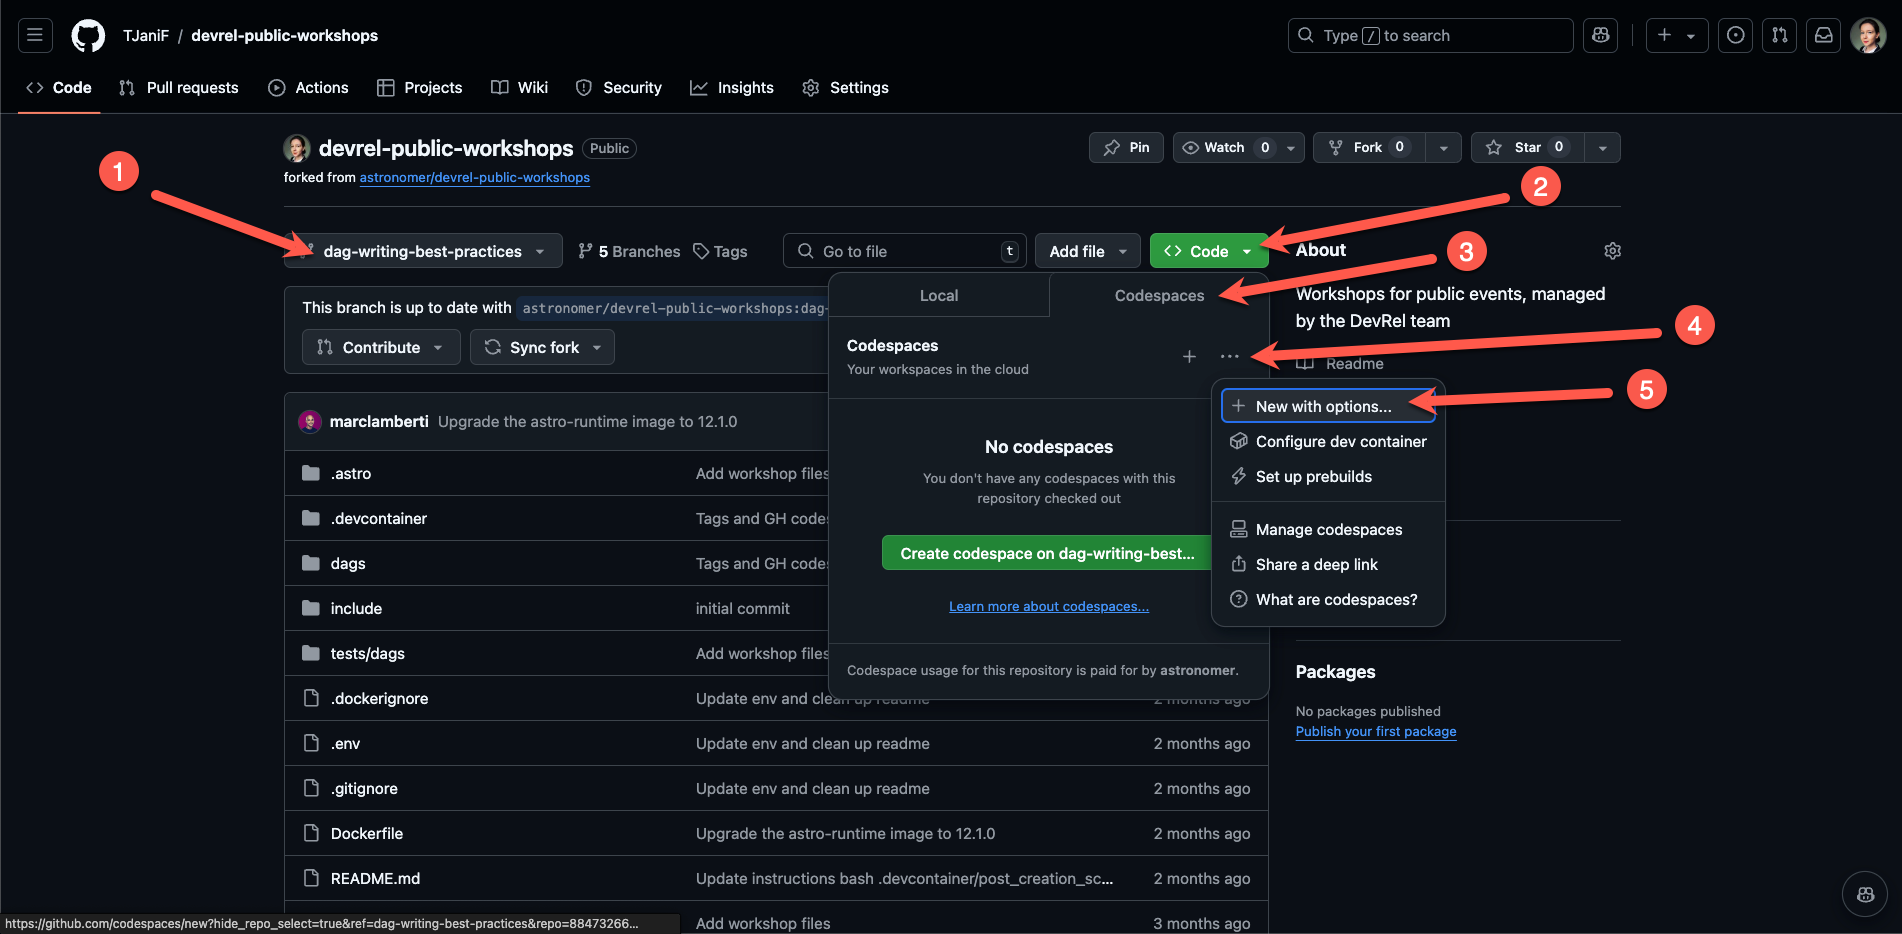 TJaniF / devrel-public-workshops
Type / to search
Code Pull requests Actions Projects Wiki Security Insights Settings
devrel-public-workshops Public
Pin Watch 0 Fork 0 Star 0
forked from astronomer/devrel-public-workshops
1
2
3
4
5
dag-writing-best-practices 5 Branches Tags Go to file t Add file Code
This branch is up to date with astronomer/devrel-public-workshops:dag-
Contribute Sync fork
marclamberti Upgrade the astro-runtime image to 12.1.0
.astro Add workshop files
.devcontainer Tags and GH codes
dags Tags and GH codes
include initial commit
tests/dags Add workshop files
.dockerignore Update env and clean up readme 2 months ago
.env Update env and clean up readme 2 months ago
.gitignore Update env and clean up readme 2 months ago
Dockerfile Upgrade the astro-runtime image to 12.1.0 2 months ago
README.md Update instructions bash .devcontainer/post_creation_sc... 2 months ago
Add workshop files 3 months ago
Local Codespaces
Codespaces
Your workspaces in the cloud
No codespaces
You don't have any codespaces with this
repository checked out
Create codespace on dag-writing-best...
Learn more about codespaces...
Codespace usage for this repository is paid for by astronomer.
New with options...
Configure dev container
Set up prebuilds
Manage codespaces
Share a deep link
What are codespaces?
About
Workshops for public events, managed
by the DevRel team
Readme
Packages
No packages published
Publish your first package
https://github.com/codespaces/new?hide_repo_select=true&ref=dag-writing-best-practices&repo=88473266...